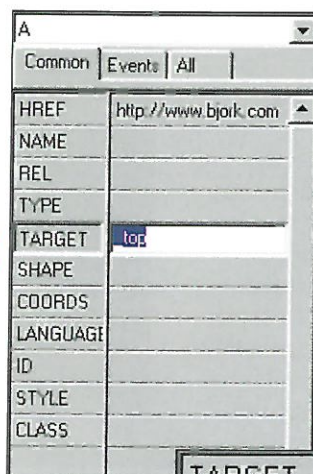 A
Common Events All
HREF http://www.bjork.com
NAME
REL
TYPE
TARGET _top
SHAPE
COORDS
LANGUAGE
ID
STYLE
CLASS
TARGET